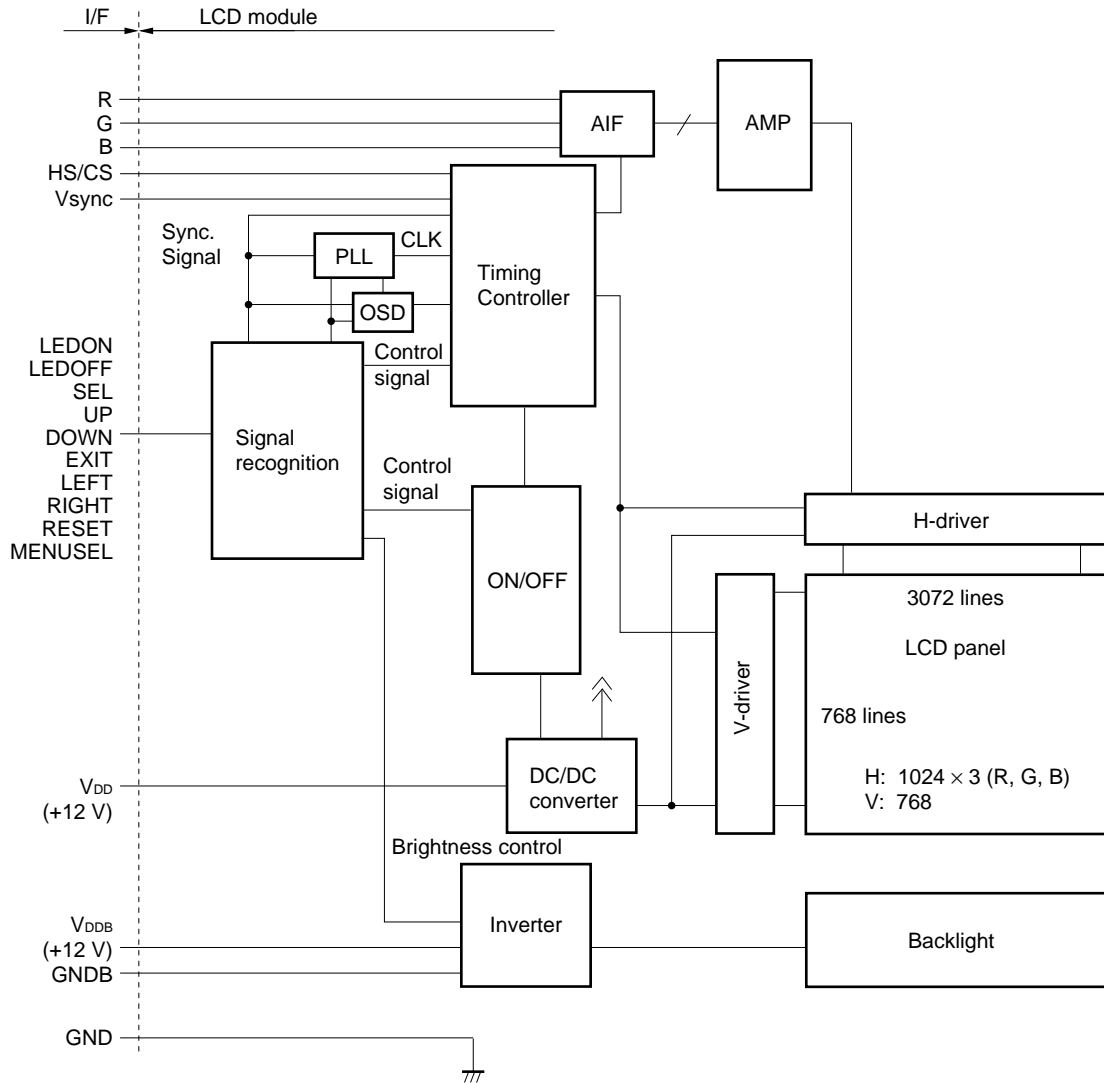 I/F
LCD module
R
G
B
HS/CS
Vsync
AIF
AMP
Sync.
Signal
PLL
CLK
OSD
Timing
Controller
LEDON
LEDOFF
SEL
UP
DOWN
EXIT
LEFT
RIGHT
RESET
MENUSEL
Signal
recognition
Control
signal
Control
signal
ON/OFF
H-driver
V-driver
3072 lines
LCD panel
768 lines
H: 1024 × 3 (R, G, B)
V: 768
VDD
(+12 V)
DC/DC
converter
Brightness control
VDDB
(+12 V)
GNDB
Inverter
Backlight
GND